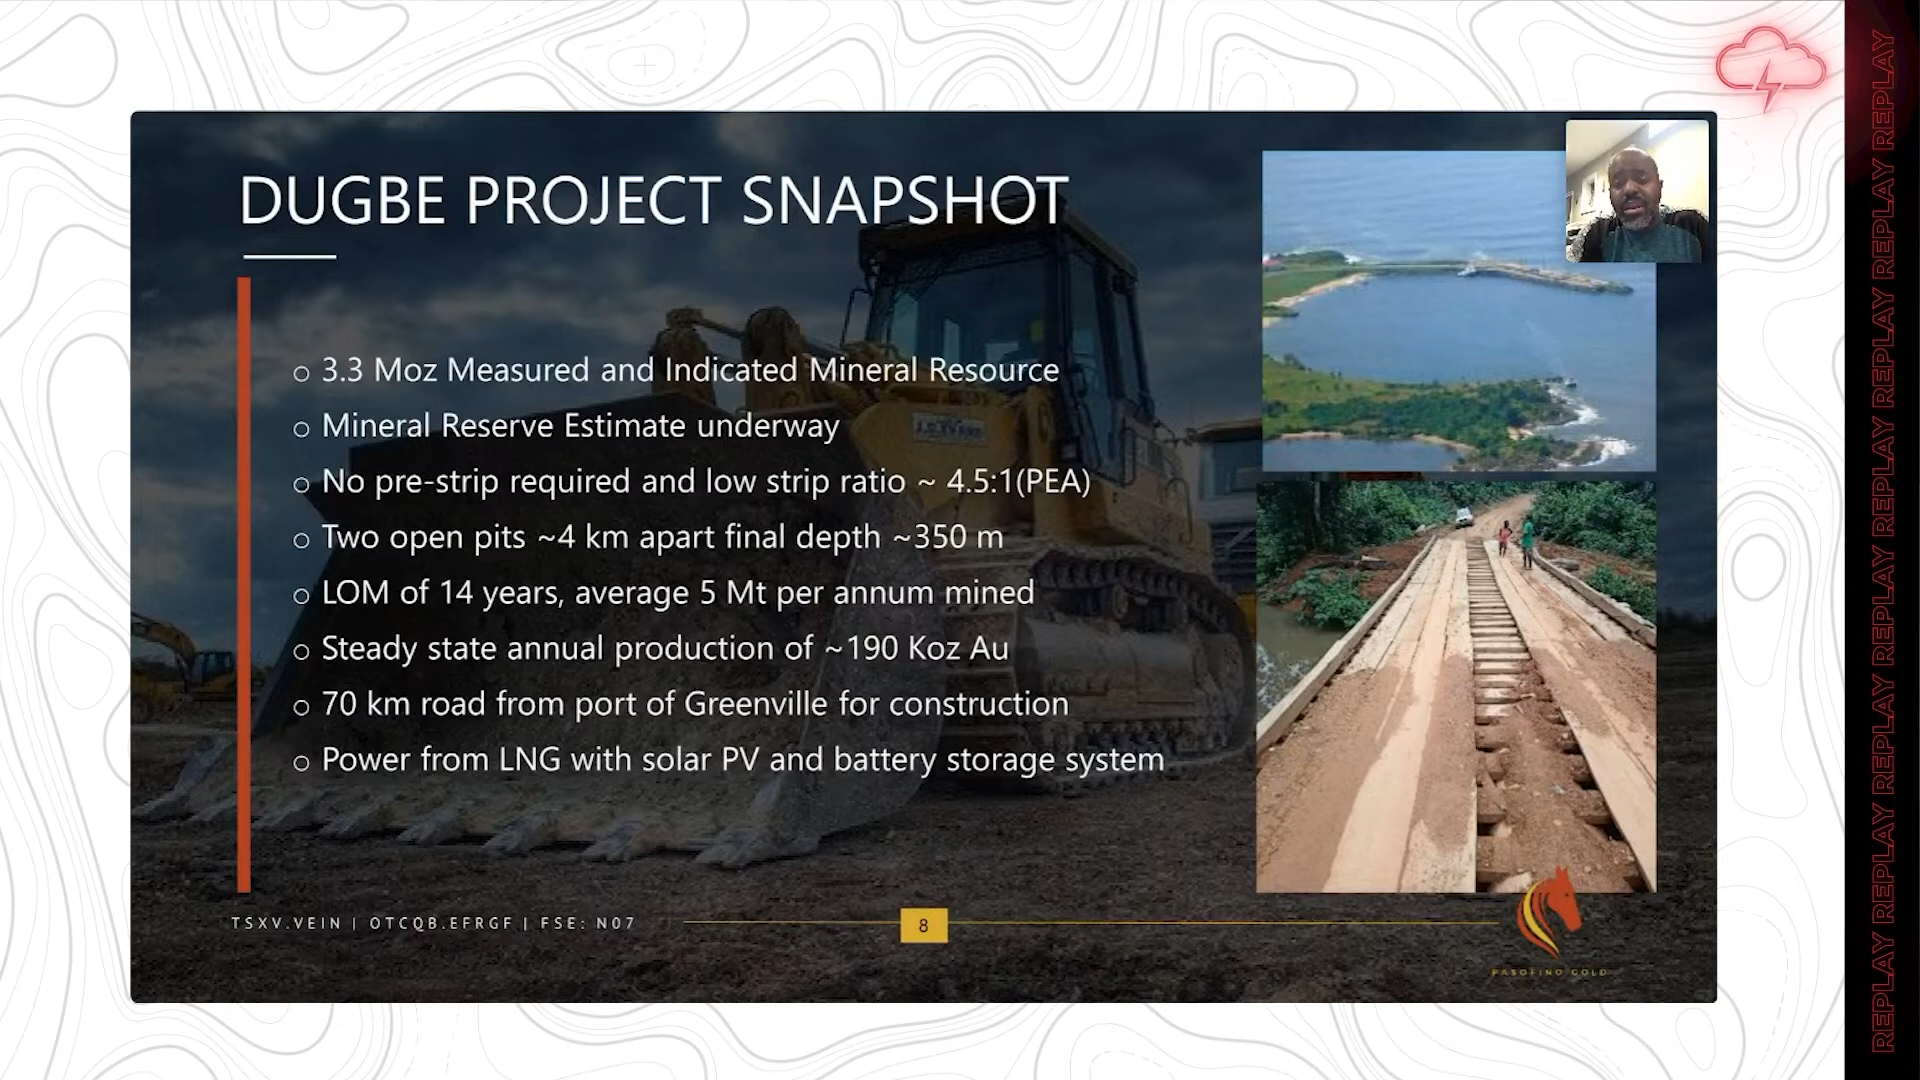 DUGBE PROJECT SNAPSHOT
o 3.3 Moz Measured and Indicated Mineral Resource
o Mineral Reserve Estimate underway
o No pre-strip required and low strip ratio ~ 4.5:1(PEA)
o Two open pits ~4 km apart final depth ~350 m
o LOM of 14 years, average 5 Mt per annum mined
o Steady state annual production of ~190 Koz Au
o 70 km road from port of Greenville for construction
o Power from LNG with solar PV and battery storage system
TSXV.VEIN | OTCQB.EFRGF | FSE: N07
8
PASOFINO GOLD
REPLAY REPLAY REPLAY REPLAY REPLAY REPLAY REPLAY REPLAY